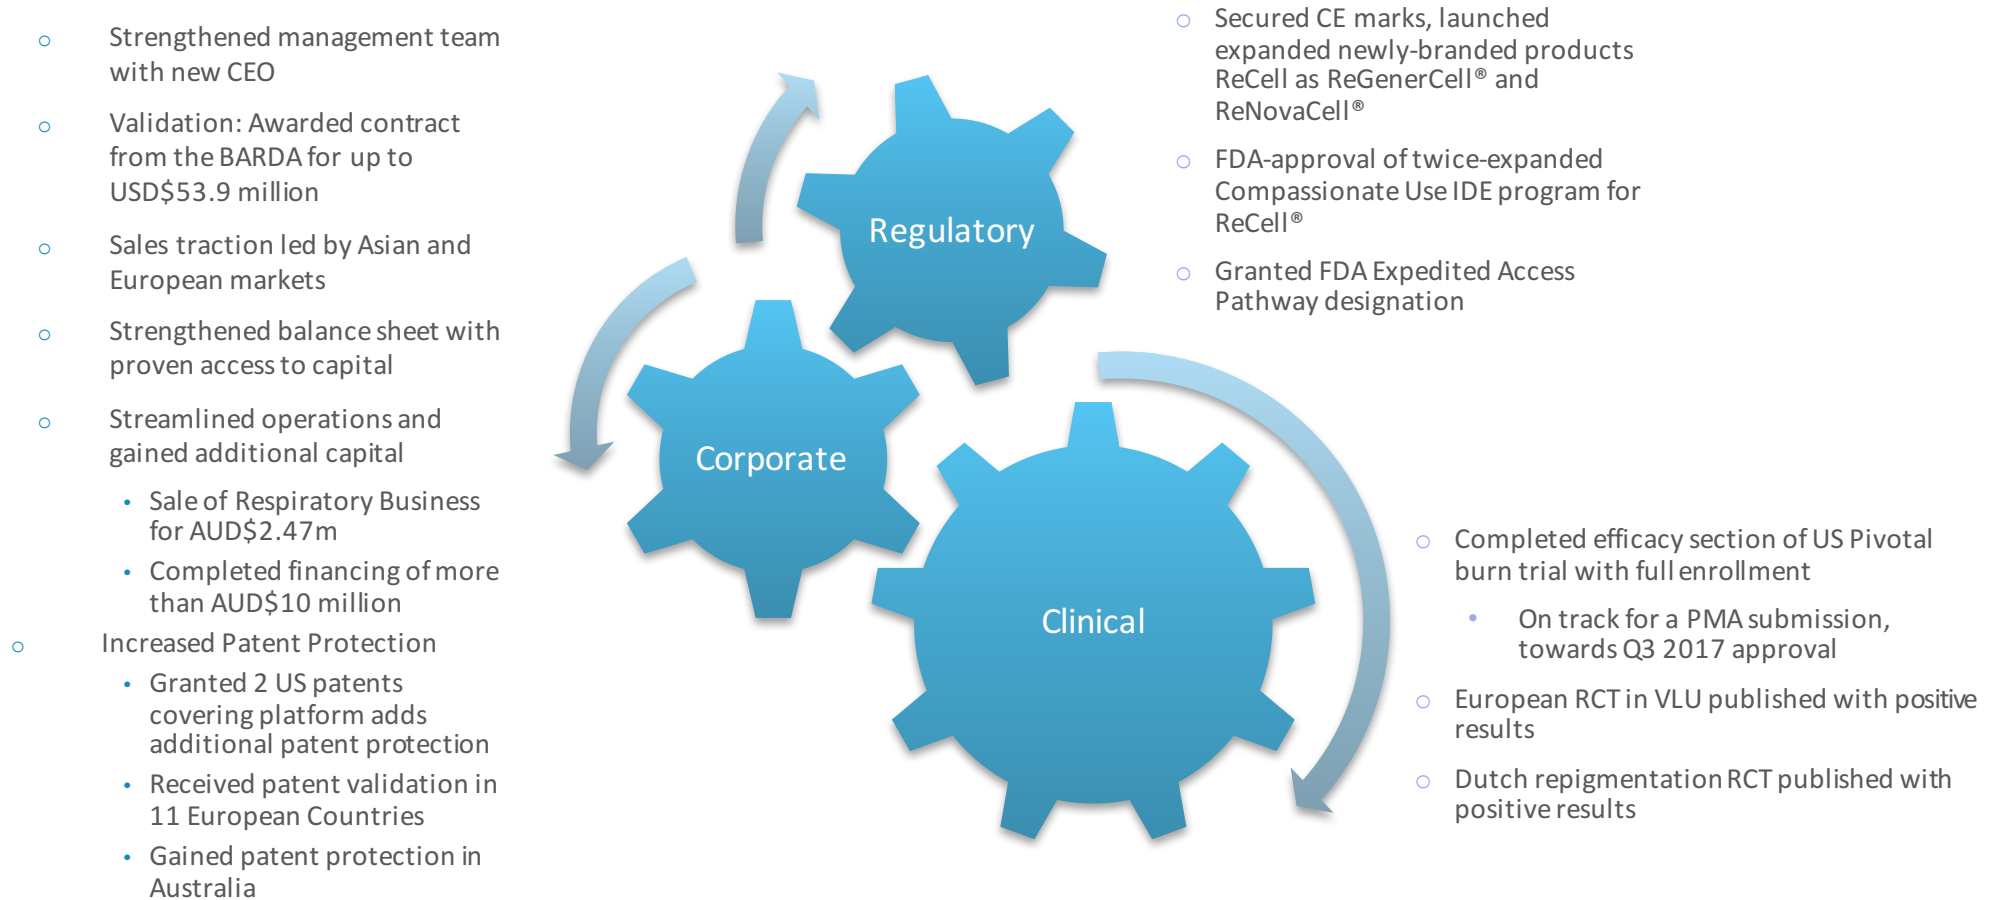 Strengthened management team
with new CEO
Validation: Awarded contract
from the BARDA for up to
USD$53.9 million
Sales traction led by Asian and
European markets
Strengthened balance sheet with
proven access to capital
Streamlined operations and
gained additional capital
Sale of Respiratory Business
for AUD$2.47m
Completed financing of more
than AUD$10 million
Increased Patent Protection
Granted 2 US patents
covering platform adds
additional patent protection
Received patent validation in
11 European Countries
Gained patent protection in
Australia
Regulatory
Corporate
Clinical
Secured CE marks, launched
expanded newly-branded products
ReCell as ReGenerCell® and
ReNovaCell®
FDA-approval of twice-expanded
Compassionate Use IDE program for
ReCell®
Granted FDA Expedited Access
Pathway designation
Completed efficacy section of US Pivotal
burn trial with full enrollment
On track for a PMA submission,
towards Q3 2017 approval
European RCT in VLU published with positive
results
Dutch repigmentation RCT published with
positive results